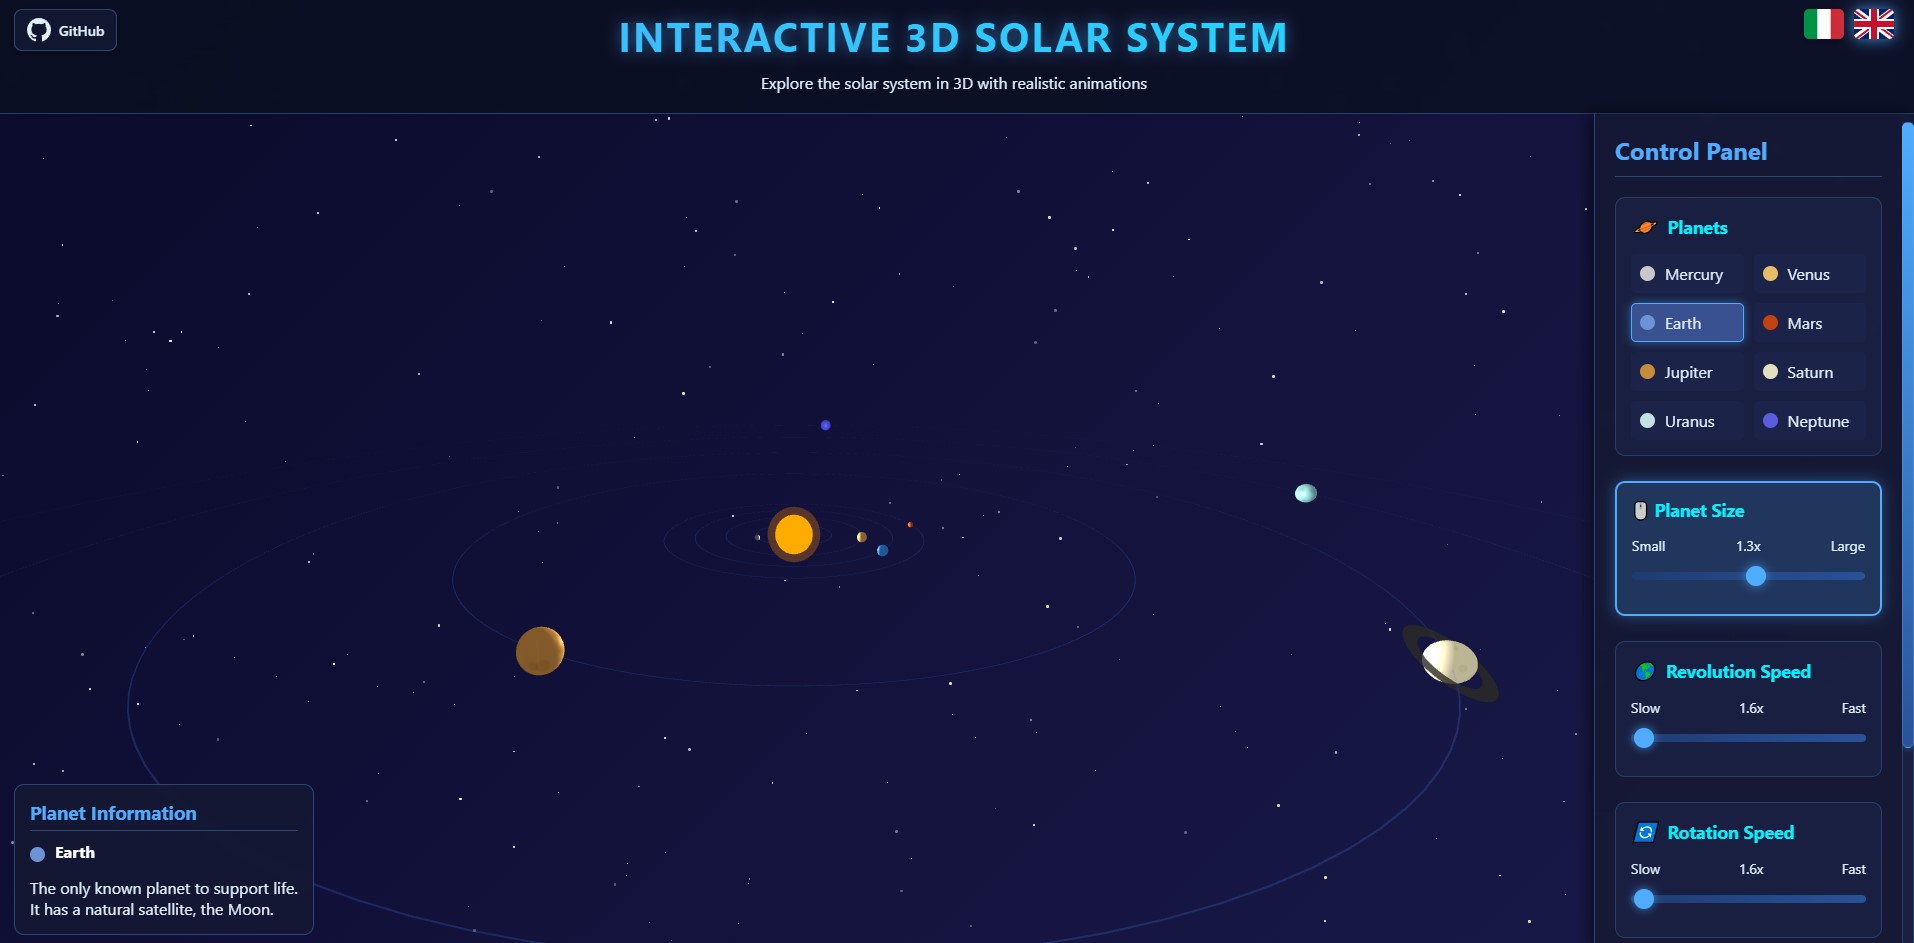 GitHub
INTERACTIVE 3D SOLAR SYSTEM
Explore the solar system in 3D with realistic animations
Control Panel
Planets
Mercury
Venus
Earth
Mars
Jupiter
Saturn
Uranus
Neptune
Planet Size
Small 1.3x Large
Revolution Speed
Slow 1.6x Fast
Rotation Speed
Slow 1.6x Fast
Planet Information
Earth
The only known planet to support life.
It has a natural satellite, the Moon.